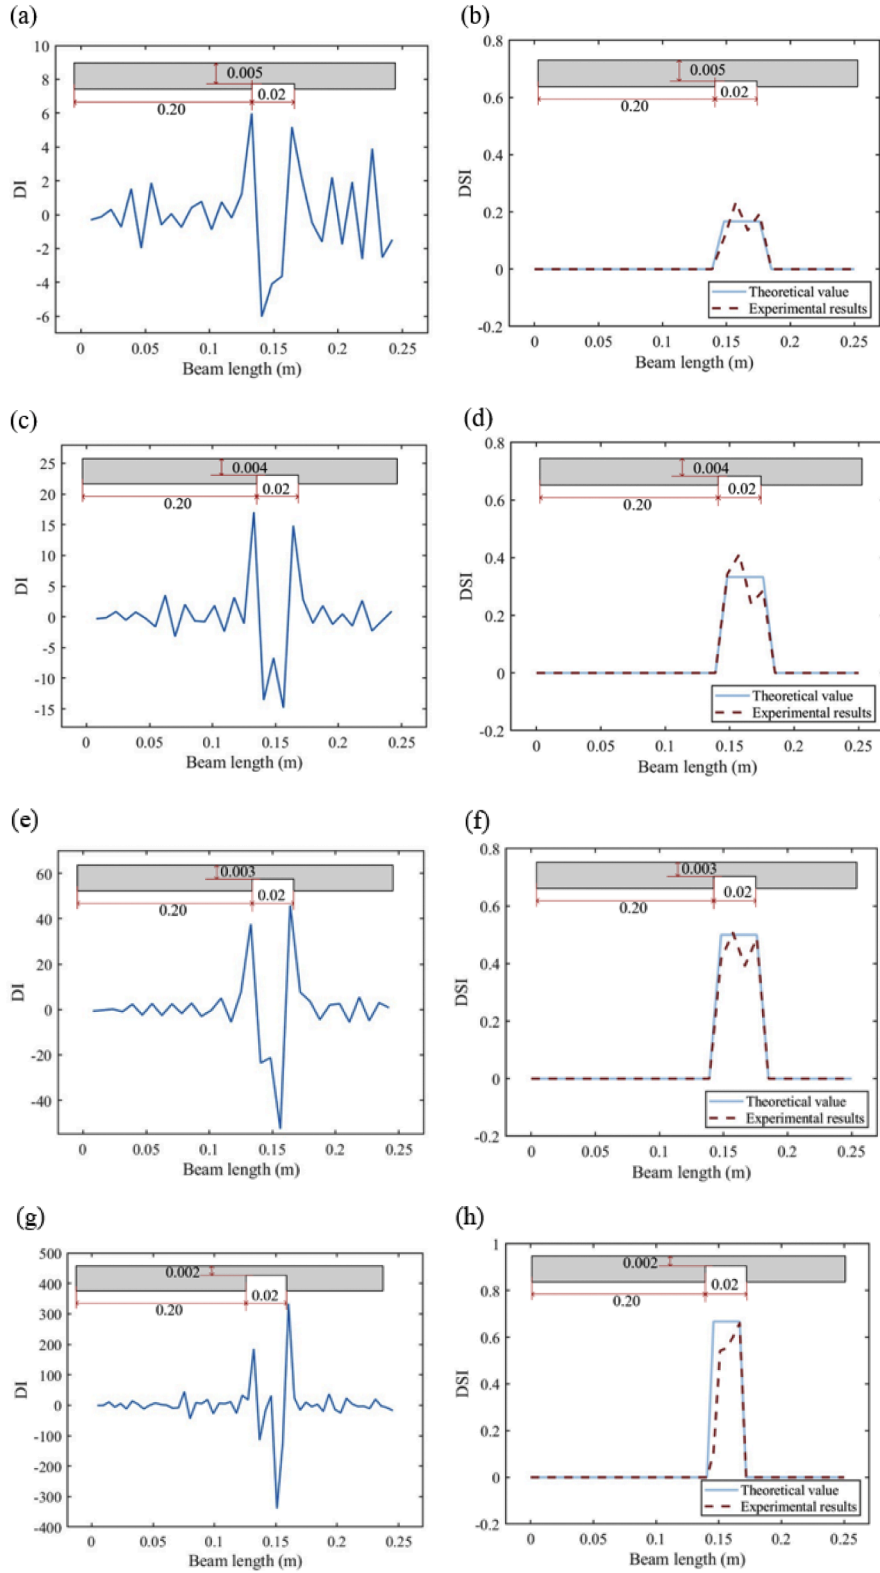 (a)
10
8
6
4
2
0
-2
-4
-6
DI
0.005
0.02
0.20
0 0.05 0.1 0.15 0.2 0.25
Beam length (m)
(b)
0.8
0.6
0.4
0.2
0
-0.2
DSI
0.005
0.02
0.20
Theoretical value
Experimental results
0 0.05 0.1 0.15 0.2 0.25
Beam length (m)
(c)
25
20
15
10
5
0
-5
-10
-15
DI
0.004
0.02
0.20
0 0.05 0.1 0.15 0.2 0.25
Beam length (m)
(d)
0.8
0.6
0.4
0.2
0
-0.2
DSI
0.004
0.02
0.20
Theoretical value
Experimental results
0 0.05 0.1 0.15 0.2 0.25
Beam length (m)
(e)
60
40
20
0
-20
-40
DI
0.003
0.02
0.20
0 0.05 0.1 0.15 0.2 0.25
Beam length (m)
(f)
0.8
0.6
0.4
0.2
0
-0.2
DSI
0.003
0.02
0.20
Theoretical value
Experimental results
0 0.05 0.1 0.15 0.2 0.25
Beam length (m)
(g)
500
400
300
200
100
0
-100
-200
-300
-400
DI
0.002
0.02
0.20
0 0.05 0.1 0.15 0.2 0.25
Beam length (m)
(h)
1
0.8
0.6
0.4
0.2
0
-0.2
DSI
0.002
0.02
0.20
Theoretical value
Experimental results
0 0.05 0.1 0.15 0.2 0.25
Beam length (m)